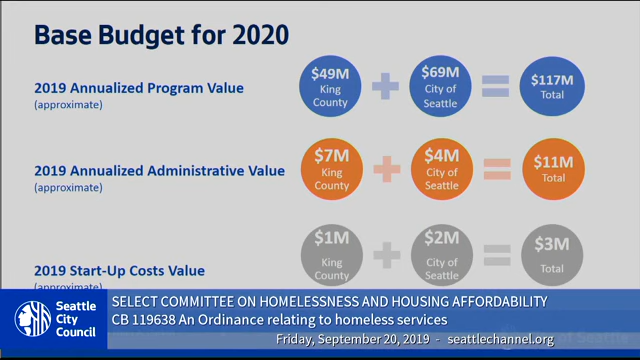 Base Budget for 2020
2019 Annualized Program Value
(approximate)
$49M
King
County
$69M
City of
Seattle
$117M
Total
2019 Annualized Administrative Value
(approximate)
$7M
King
County
$4M
City of
Seattle
$11M
Total
2019 Start-Up Costs Value
(approximate)
$1M
King
County
$2M
City of
Seattle
$3M
Total
Seattle
City
Council
SELECT COMMITTEE ON HOMELESSNESS AND HOUSING AFFORDABILITY
CB 119638 An Ordinance relating to homeless services
Friday, September 20, 2019 - seattlechannel.org
City of Seattle